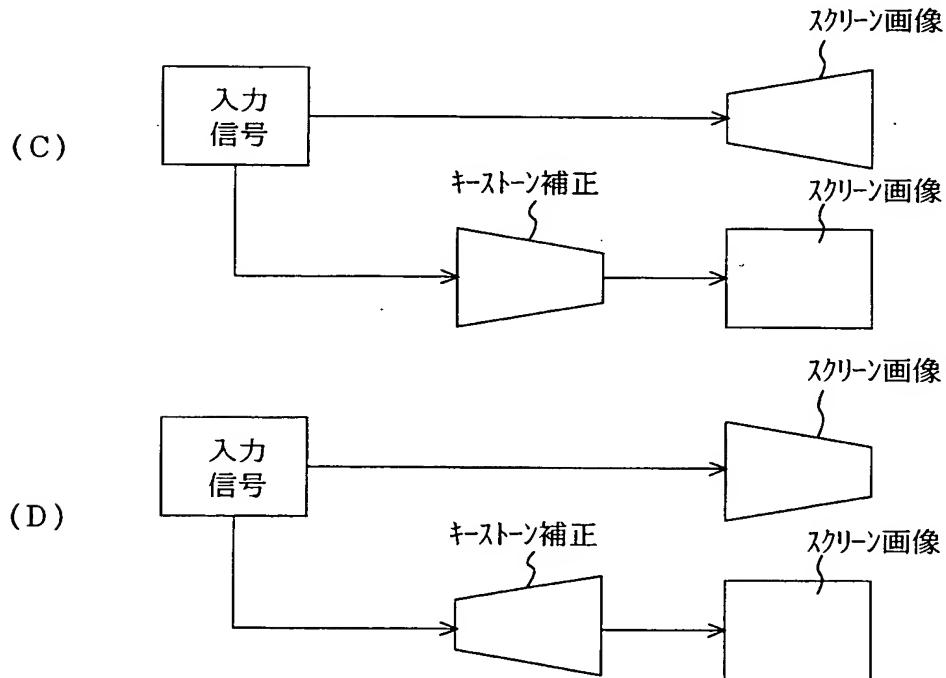 スクリーン画像
入力
信号
(C)
キーストーン補正
スクリーン画像
スクリーン画像
入力
信号
(D)
キーストーン補正
スクリーン画像